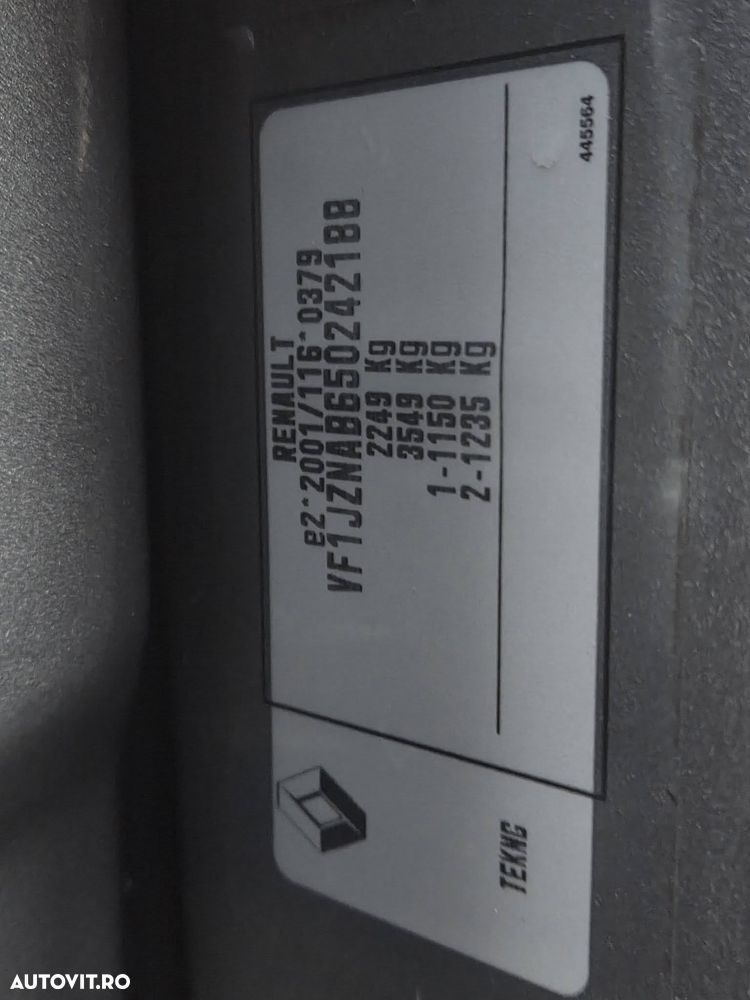 RENAULT
e2*2001/116*0379
VF1JZNAB650242188
2249 Kg
3549 Kg
1-1150 Kg
2-1235 Kg
445564
TEKNG
AUTOVIT.RO